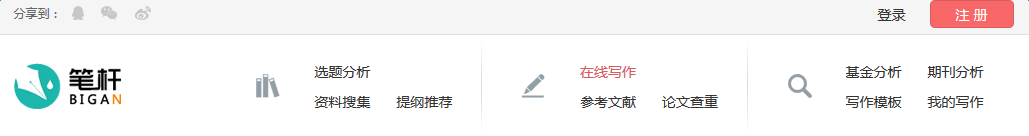 分享到： 登录 注 册
笔杆 选题分析 在线写作 基金分析 期刊分析
BIGAN 资料搜集 提纲推荐 参考文献 论文查重 写作模板 我的写作